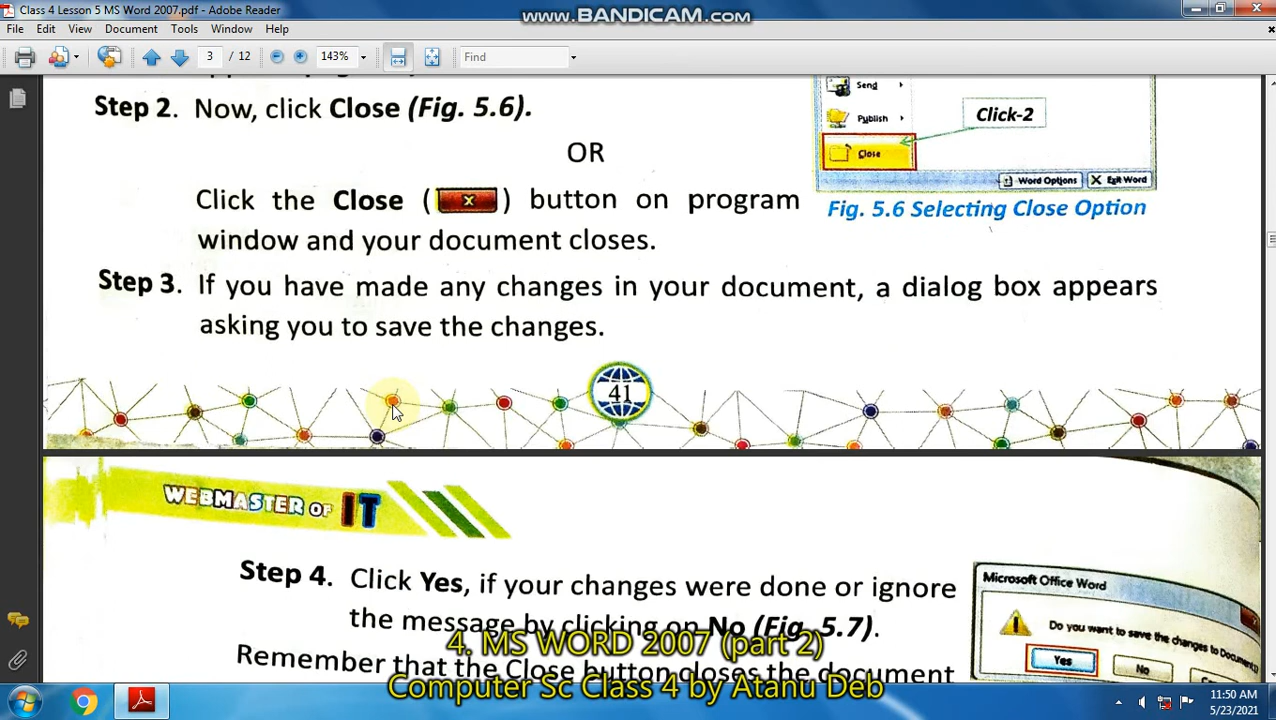 Class 4 Lesson 5 MS Word 2007.pdf - Adobe Reader
www.BANDICAM.com
File Edit View Document Tools Window Help
3 / 12 143% Find
Step 2. Now, click Close (Fig. 5.6).
OR
Click the Close ( x ) button on program
window and your document closes.
Send
Publish
Click-2
Close
Word Options X Exit Word
Fig. 5.6 Selecting Close Option
Step 3. If you have made any changes in your document, a dialog box appears
asking you to save the changes.
41
WEBMASTER OF IT
Step 4. Click Yes, if your changes were done or ignore
the message by clicking on No (Fig. 5.7).
Remember that the Close button closes the document
Microsoft Office Word
Do you want to save the changes to Document1
Yes No
4. MS WORD 2007 (part 2)
Computer Sc Class 4 by Atanu Deb
11:50 AM
5/23/2021